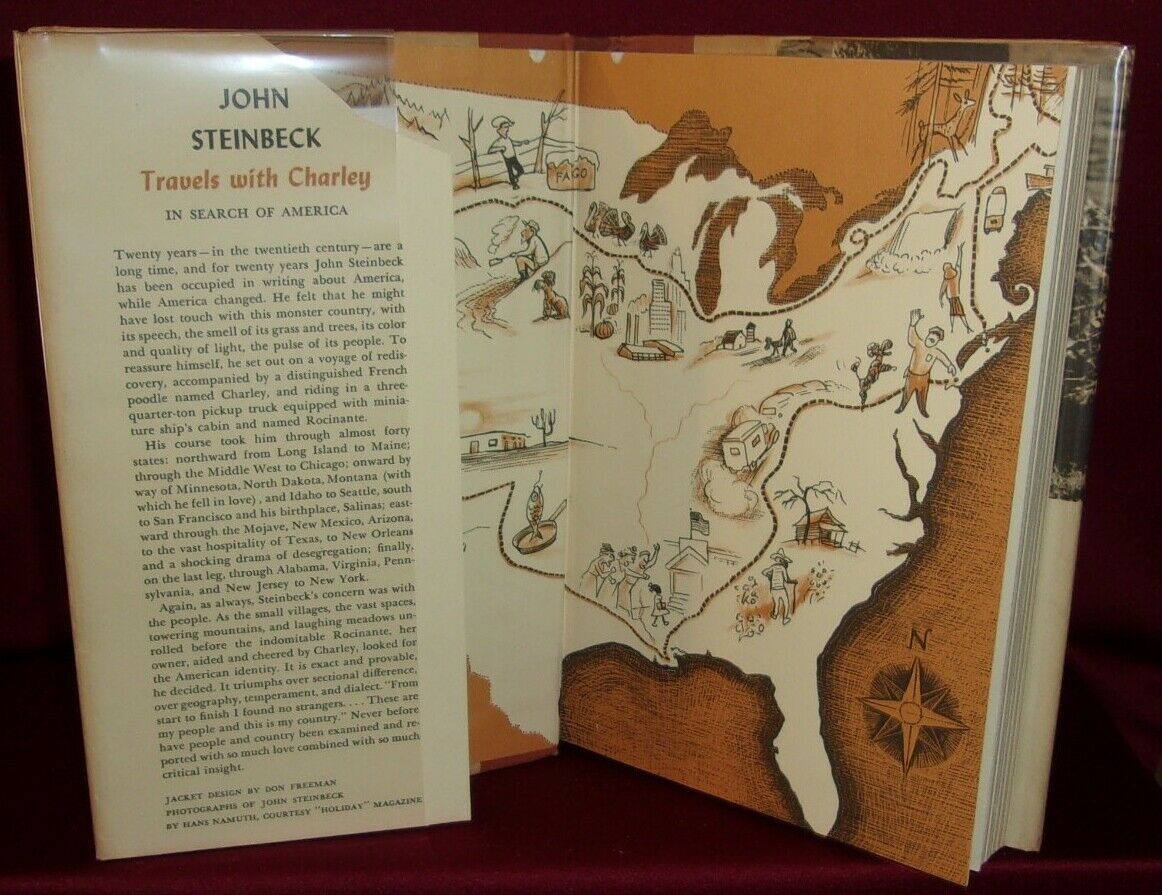 JOHN
STEINBECK
Travels with Charley
IN SEARCH OF AMERICA
Twenty years—in the twentieth century—are a
long time, and for twenty years John Steinbeck
has been occupied in writing about America,
while America changed. He felt that he might
have lost touch with this monster country, with
its speech, the smell of its grass and trees, its color
and quality of light, the pulse of its people. To
reassure himself, he set out on a voyage of redis-
covery, accompanied by a distinguished French
poodle named Charley, and riding in a three-
quarter-ton pickup truck equipped with minia-
ture ship's cabin and named Rocinante.
His course took him through almost forty
states: northward from Long Island to Maine;
through the Middle West to Chicago; onward by
way of Minnesota, North Dakota, Montana (with
which he fell in love), and Idaho to Seattle, south
to San Francisco and his birthplace, Salinas; east-
ward through the Mojave, New Mexico, Arizona,
to the vast hospitality of Texas, to New Orleans
and a shocking drama of desegregation; finally,
on the last leg, through Alabama, Virginia, Penn-
sylvania, and New Jersey to New York.
Again, as always, Steinbeck's concern was with
the people. As the small villages, the vast spaces,
towering mountains, and laughing meadows un-
rolled before the indomitable Rocinante, her
owner, aided and cheered by Charley, looked for
the American identity. It is exact and provable,
he decided. It triumphs over sectional difference,
over geography, temperament, and dialect. "From
start to finish I found no strangers. . . . These are
my people and this is my country." Never before
have people and country been examined and re-
ported with so much love combined with so much
critical insight.
JACKET DESIGN BY DON FREEMAN
PHOTOGRAPHS OF JOHN STEINBECK
BY HANS NAMUTH, COURTESY "HOLIDAY" MAGAZINE
FAGO
N